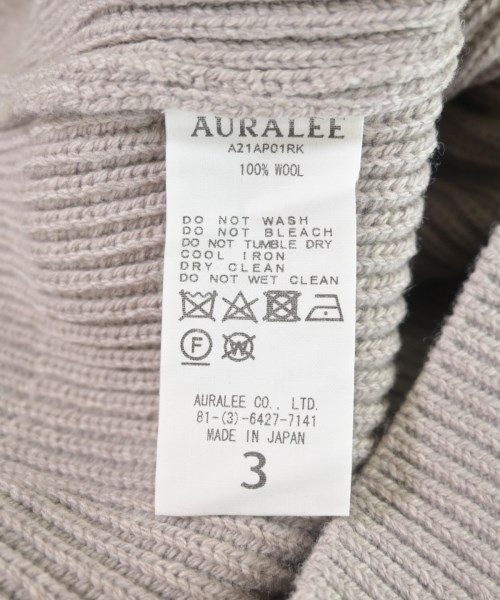 AURALEE
A21AP01RK
100% WOOL
DO NOT WASH
DO NOT BLEACH
DO NOT TUMBLE DRY
COOL IRON
DRY CLEAN
DO NOT WET CLEAN
F W
AURALEE CO., LTD.
81-(3)-6427-7141
MADE IN JAPAN
3